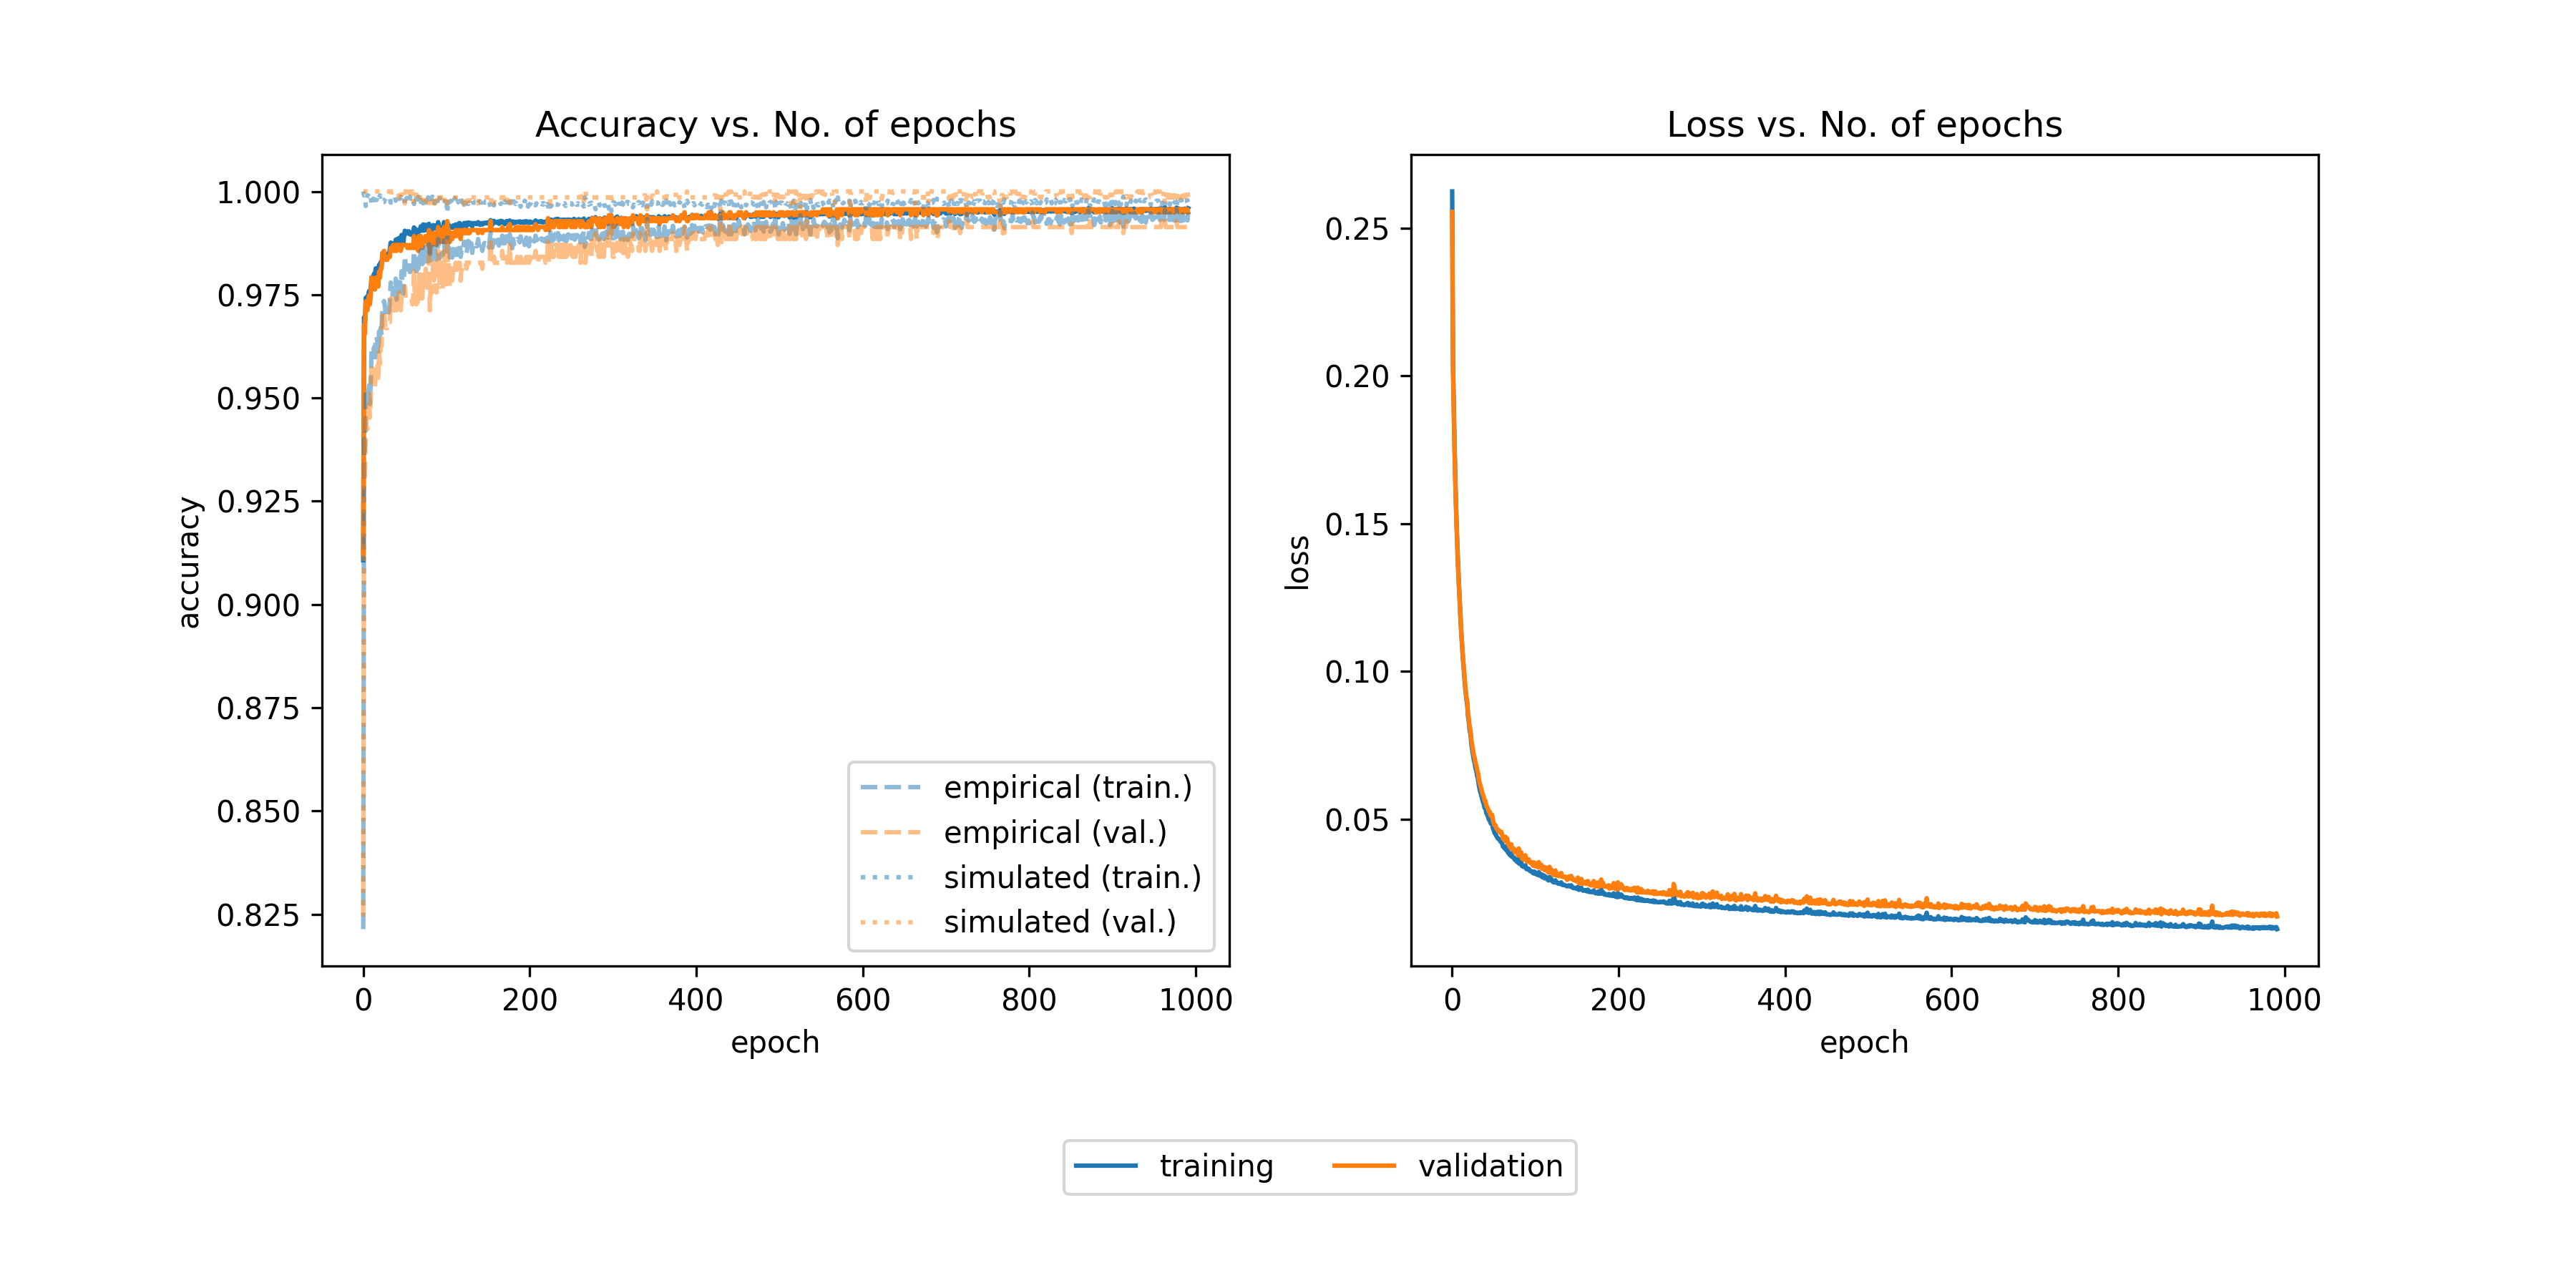 Accuracy vs. No. of epochs
1.000
0.975
0.950
0.925
0.900
0.875
0.850
0.825
accuracy
0 200 400 600 800 1000
epoch
empirical (train.)
empirical (val.)
simulated (train.)
simulated (val.)
Loss vs. No. of epochs
0.25
0.20
0.15
0.10
0.05
loss
0 200 400 600 800 1000
epoch
training validation